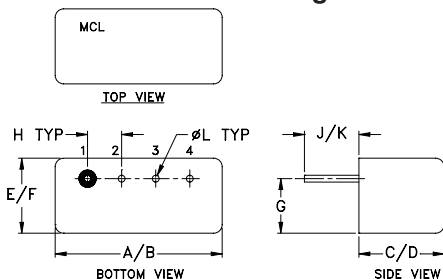 MCL
TOP VIEW
H TYP
øL TYP
1 2 3 4
E/F
A/B
BOTTOM VIEW
J/K
G
C/D
SIDE VIEW